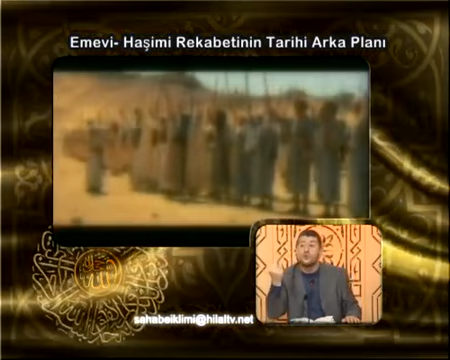 Emevi- Haşimi Rekabetinin Tarihi Arka Planı
sahabeiklimi@hilaltv.net